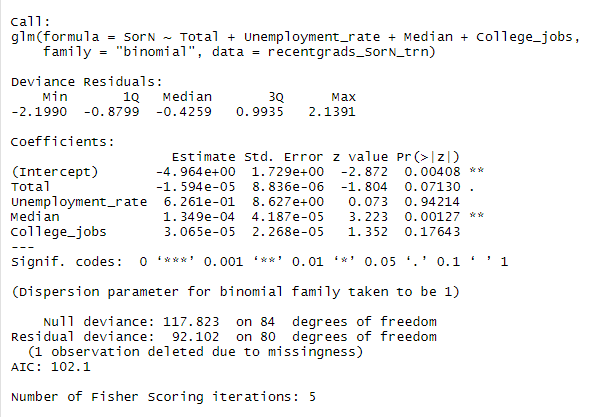 Call:
glm(formula = SorN ~ Total + Unemployment_rate + Median + College_jobs,
    family = "binomial", data = recentgrads_SorN_trn)
Deviance Residuals:
    Min       1Q   Median       3Q      Max
-2.1990  -0.8799  -0.4259   0.9935   2.1391
Coefficients:
                    Estimate Std. Error z value Pr(>|z|)
(Intercept)       -4.964e+00  1.729e+00  -2.872  0.00408 **
Total             -1.594e-05  8.836e-06  -1.804  0.07130 .
Unemployment_rate  6.261e-01  8.627e+00   0.073  0.94214
Median             1.349e-04  4.187e-05   3.223  0.00127 **
College_jobs       3.065e-05  2.268e-05   1.352  0.17643
---
Signif. codes:  0 ‘***’ 0.001 ‘**’ 0.01 ‘*’ 0.05 ‘.’ 0.1 ‘ ’ 1
(Dispersion parameter for binomial family taken to be 1)
    Null deviance: 117.823  on 84  degrees of freedom
Residual deviance:  92.102  on 80  degrees of freedom
  (1 observation deleted due to missingness)
AIC: 102.1
Number of Fisher Scoring iterations: 5